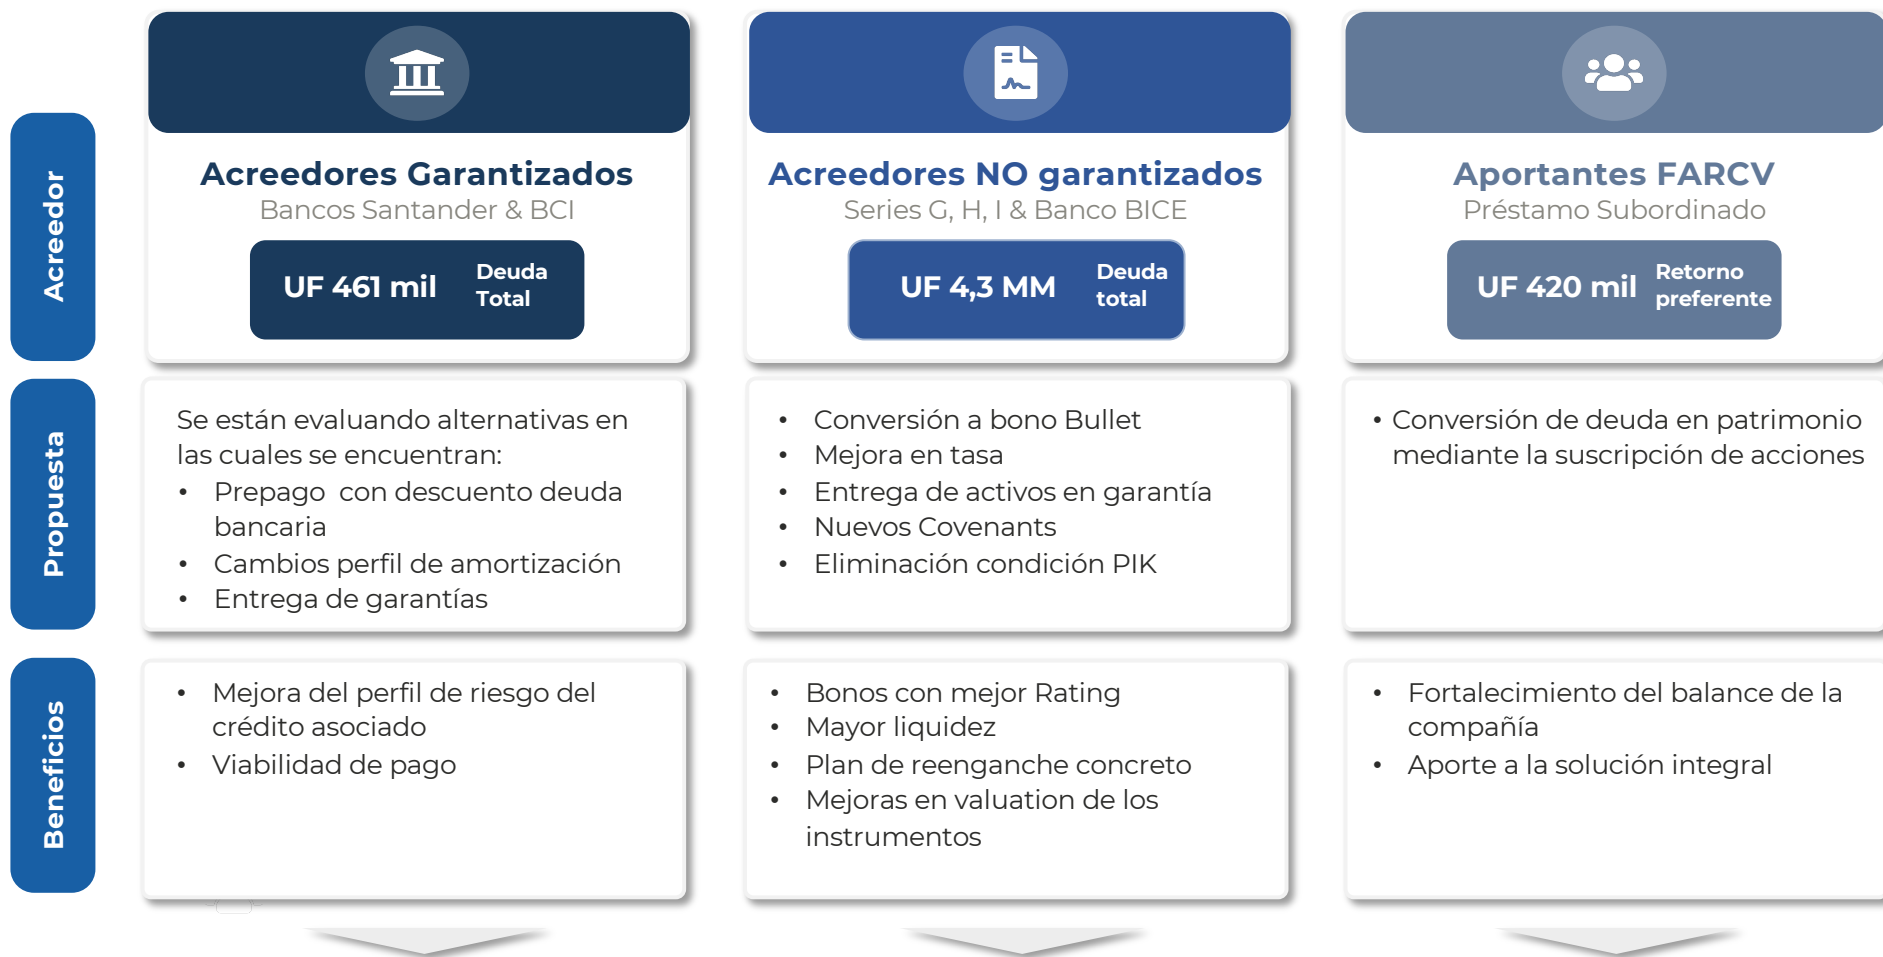 Acreedor
Acreedores Garantizados
Bancos Santander & BCI
UF 461 mil
Deuda
Total
Acreedores NO garantizados
Series G, H, I & Banco BICE
UF 4,3 MM
Deuda
total
Aportantes FARCV
Préstamo Subordinado
UF 420 mil
Retorno
preferente
Propuesta
Se están evaluando alternativas en
las cuales se encuentran:
• Prepago con descuento deuda
bancaria
• Cambios perfil de amortización
• Entrega de garantías
• Conversión a bono Bullet
• Mejora en tasa
• Entrega de activos en garantía
• Nuevos Covenants
• Eliminación condición PIK
• Conversión de deuda en patrimonio
mediante la suscripción de acciones
Beneficios
• Mejora del perfil de riesgo del
crédito asociado
• Viabilidad de pago
• Bonos con mejor Rating
• Mayor liquidez
• Plan de reenganche concreto
• Mejoras en valuation de los
instrumentos
• Fortalecimiento del balance de la
compañía
• Aporte a la solución integral